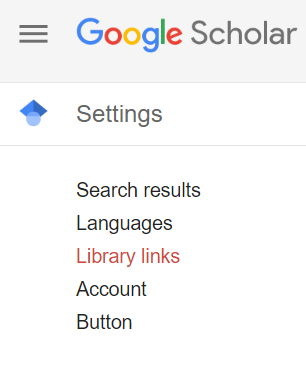 Google Scholar
Settings
Search results
Languages
Library links
Account
Button